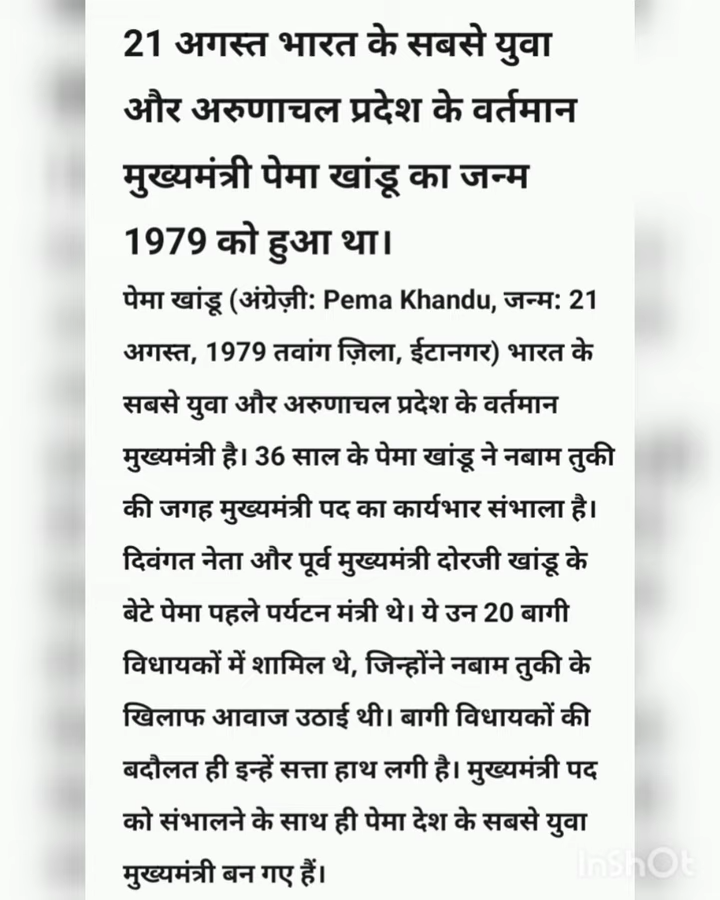 21 अगस्त भारत के सबसे युवा
और अरुणाचल प्रदेश के वर्तमान
मुख्यमंत्री पेमा खांडू का जन्म
1979 को हुआ था।
पेमा खांडू (अंग्रेज़ी: Pema Khandu, जन्म: 21
अगस्त, 1979 तवांग ज़िला, ईटानगर) भारत के
सबसे युवा और अरुणाचल प्रदेश के वर्तमान
मुख्यमंत्री है। 36 साल के पेमा खांडू ने नबाम तुकी
की जगह मुख्यमंत्री पद का कार्यभार संभाला है।
दिवंगत नेता और पूर्व मुख्यमंत्री दोरजी खांडू के
बेटे पेमा पहले पर्यटन मंत्री थे। ये उन 20 बागी
विधायकों में शामिल थे, जिन्होंने नबाम तुकी के
खिलाफ आवाज उठाई थी। बागी विधायकों की
बदौलत ही इन्हें सत्ता हाथ लगी है। मुख्यमंत्री पद
को संभालने के साथ ही पेमा देश के सबसे युवा
मुख्यमंत्री बन गए हैं।
InShOt